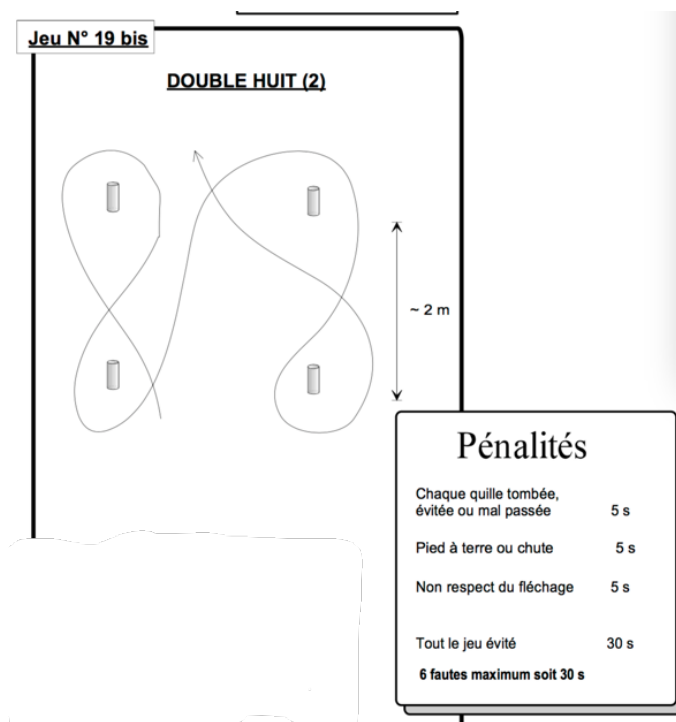 Jeu N° 19 bis
DOUBLE HUIT (2)
~ 2 m
Pénalités
Chaque quille tombée,
évitée ou mal passée 5 s
Pied à terre ou chute 5 s
Non respect du fléchage 5 s
Tout le jeu évité 30 s
6 fautes maximum soit 30 s